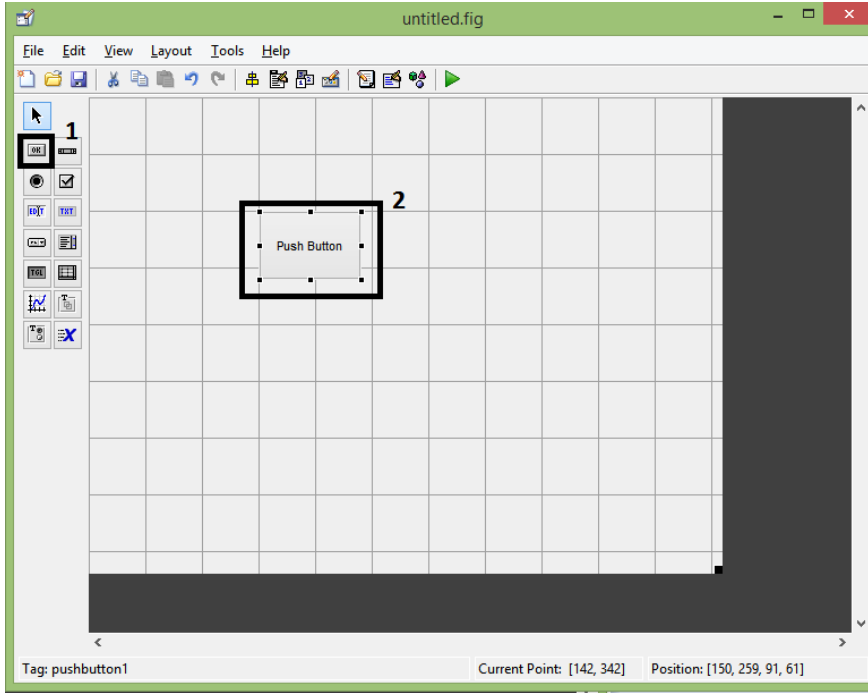 untitled.fig
File Edit View Layout Tools Help
1
OK
EDIT TXT
TGL
2
Push Button
Tag: pushbutton1 Current Point: [142, 342] Position: [150, 259, 91, 61]